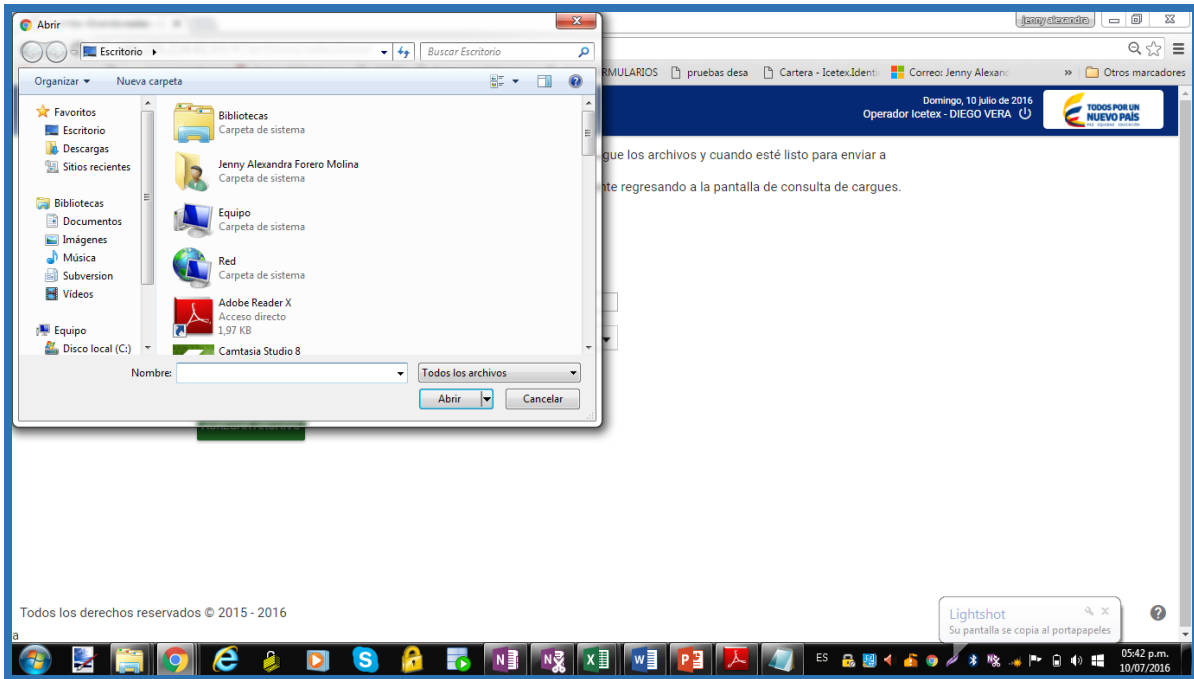 Abrir
jenny alexandra
Escritorio
Buscar Escritorio
Organizar
Nueva carpeta
RMULARIOS
pruebas desa
Cartera - Icetex.Identi
Correo: Jenny Alexand
»
Otros marcadores
Favoritos
Escritorio
Descargas
Sitios recientes
Bibliotecas
Documentos
Imágenes
Música
Subversion
Vídeos
Equipo
Disco local (C:)
Bibliotecas
Carpeta de sistema
Jenny Alexandra Forero Molina
Carpeta de sistema
Equipo
Carpeta de sistema
Red
Carpeta de sistema
Adobe Reader X
Acceso directo
1,97 KB
Camtasia Studio 8
Nombre:
Todos los archivos
Abrir
Cancelar
Domingo, 10 julio de 2016
Operador Icetex - DIEGO VERA
TODOS POR UN
NUEVO PAÍS
PAZ EQUIDAD EDUCACIÓN
gue los archivos y cuando esté listo para enviar a
nte regresando a la pantalla de consulta de cargues.
Todos los derechos reservados © 2015 - 2016
a
Lightshot
Su pantalla se copia al portapapeles
ES
05:42 p.m.
10/07/2016